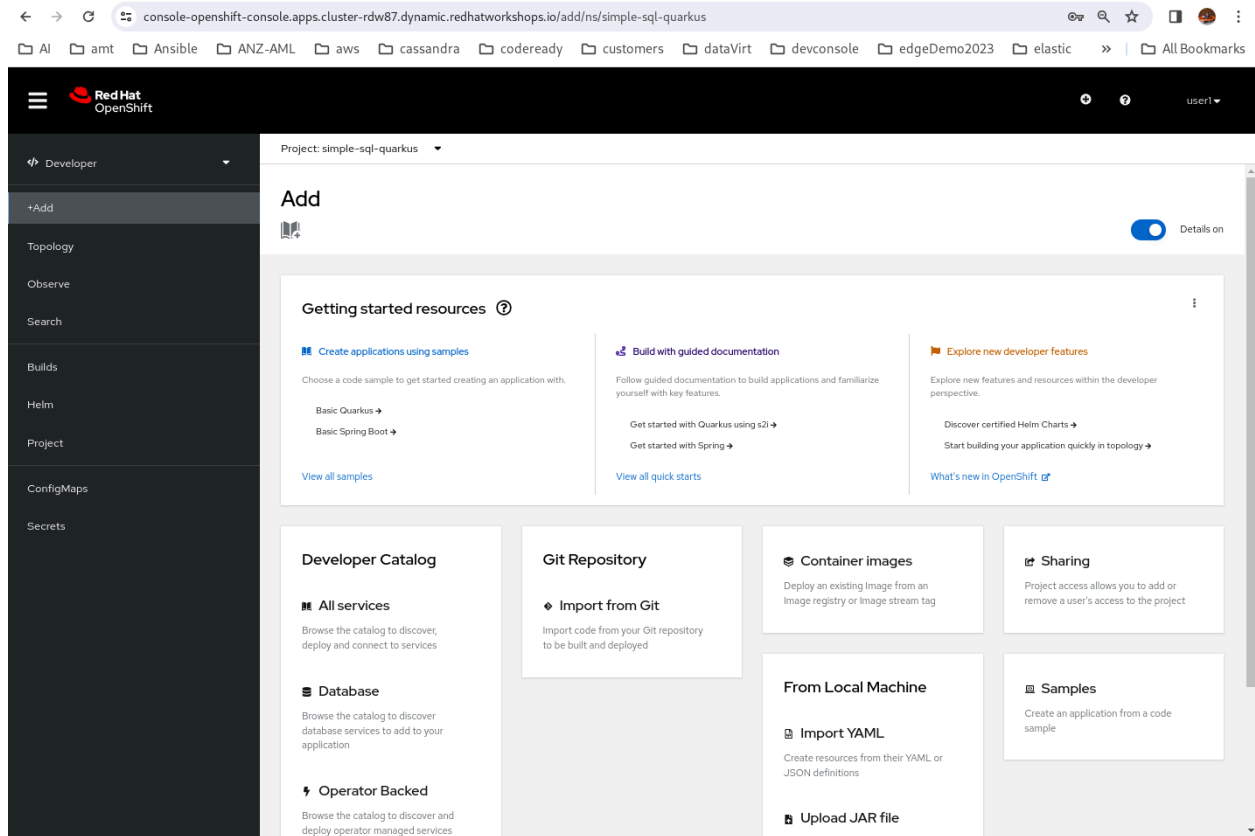 console-openshift-console.apps.cluster-rdw87.dynamic.redhatworkshops.io/add/ns/simple-sql-quarkus
AI amt Ansible ANZ-AML aws cassandra codeready customers dataVirt devconsole edgeDemo2023 elastic » All Bookmarks
Red Hat
OpenShift
user1
Developer
+Add
Topology
Observe
Search
Builds
Helm
Project
ConfigMaps
Secrets
Project: simple-sql-quarkus
Add
Details on
Getting started resources
Create applications using samples
Choose a code sample to get started creating an application with.
Basic Quarkus →
Basic Spring Boot →
View all samples
Build with guided documentation
Follow guided documentation to build applications and familiarize
yourself with key features.
Get started with Quarkus using s2i →
Get started with Spring →
View all quick starts
Explore new developer features
Explore new features and resources within the developer
perspective.
Discover certified Helm Charts →
Start building your application quickly in topology →
What's new in OpenShift
Developer Catalog
All services
Browse the catalog to discover,
deploy and connect to services
Database
Browse the catalog to discover
database services to add to your
application
Operator Backed
Browse the catalog to discover and
deploy operator managed services
Git Repository
Import from Git
Import code from your Git repository
to be built and deployed
Container images
Deploy an existing Image from an
Image registry or Image stream tag
From Local Machine
Import YAML
Create resources from their YAML or
JSON definitions
Upload JAR file
Sharing
Project access allows you to add or
remove a user's access to the project
Samples
Create an application from a code
sample